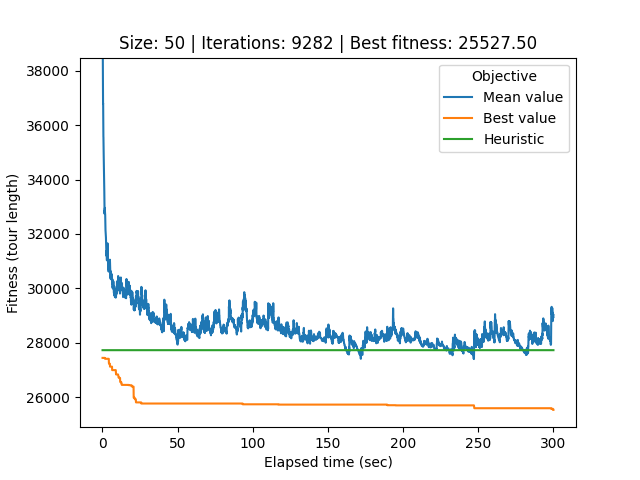 Size: 50 | Iterations: 9282 | Best fitness: 25527.50
Objective
Mean value
Best value
Heuristic
Fitness (tour length)
38000
36000
34000
32000
30000
28000
26000
0 50 100 150 200 250 300
Elapsed time (sec)